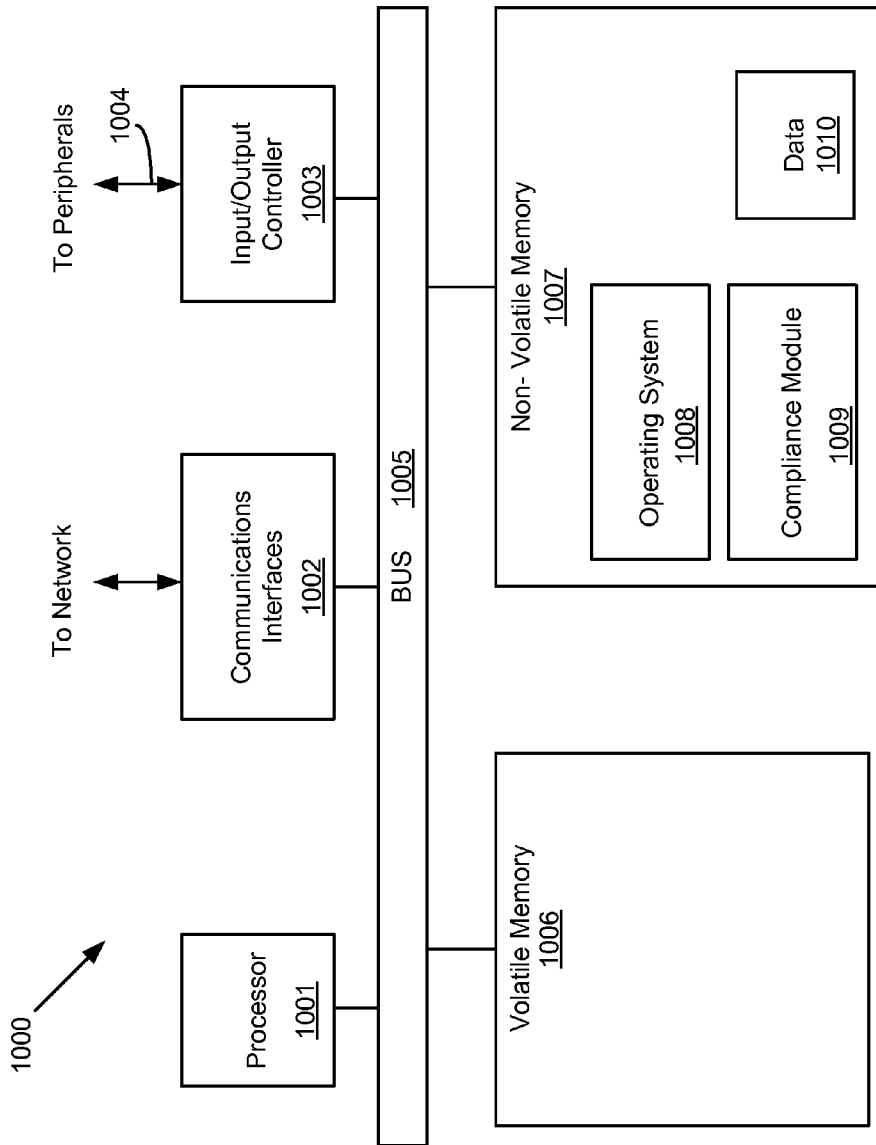 1000
To Network
To Peripherals
1004
Processor
1001
Communications
Interfaces
1002
Input/Output
Controller
1003
BUS
1005
Volatile Memory
1006
Non- Volatile Memory
1007
Operating System
1008
Compliance Module
1009
Data
1010